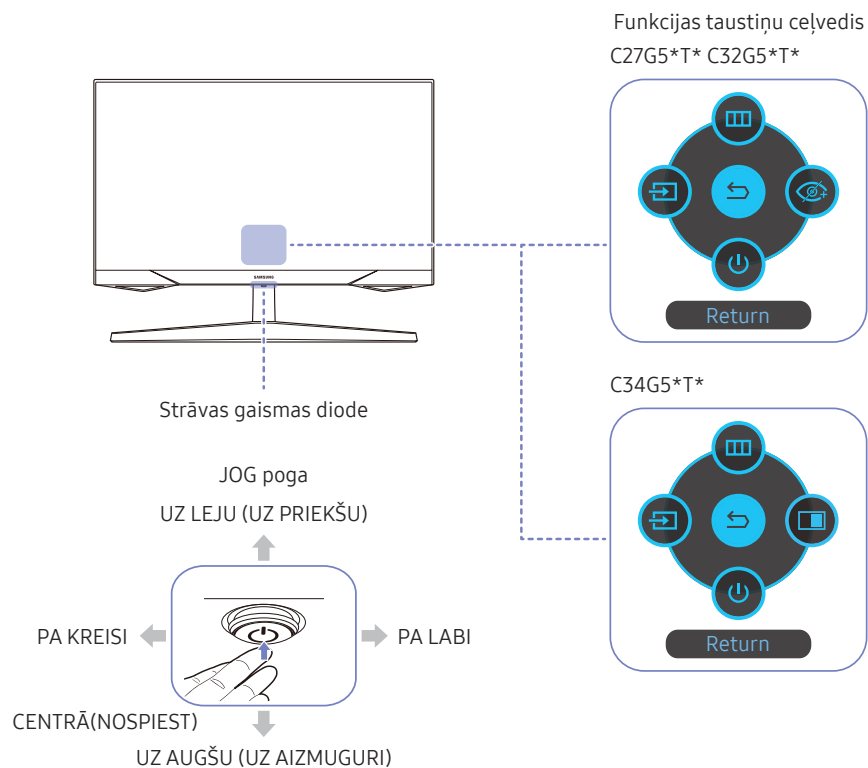 Funkcijas taustiņu ceļvedis
C27G5*T* C32G5*T*
SAMSUNG
Return
Strāvas gaismas diode
C34G5*T*
JOG poga
UZ LEJU (UZ PRIEKŠU)
PA KREISI
PA LABI
Return
CENTRĀ(NOSPIEST)
UZ AUGŠU (UZ AIZMUGURI)